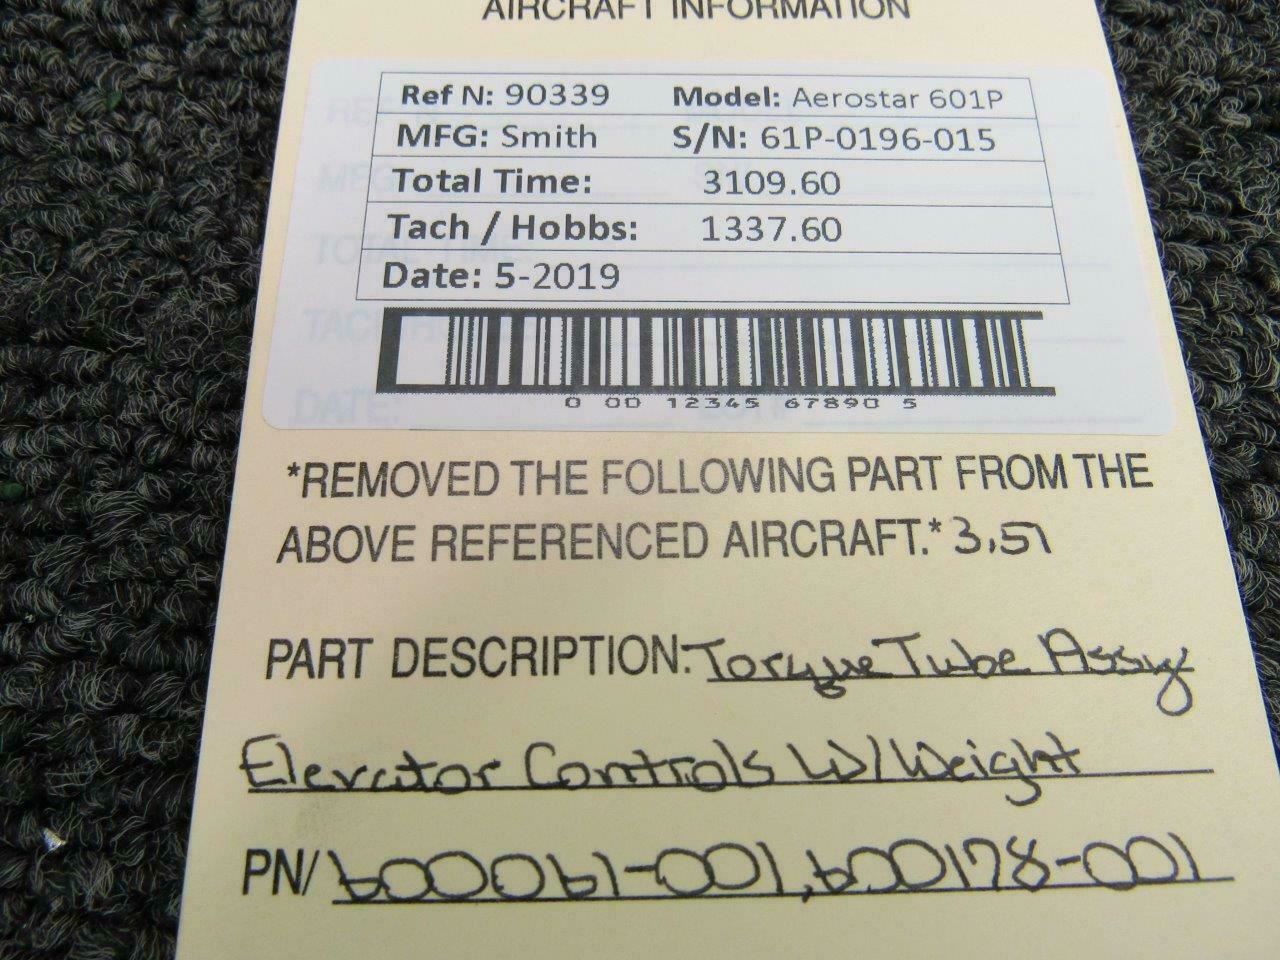 AIRCRAFT INFORMATION
Ref N: 90339 Model: Aerostar 601P
MFG: Smith S/N: 61P-0196-015
Total Time: 3109.60
Tach / Hobbs: 1337.60
Date: 5-2019
0 00 12345 67890 5
*REMOVED THE FOLLOWING PART FROM THE
ABOVE REFERENCED AIRCRAFT.* 3.51
PART DESCRIPTION: Torque Tube Assy
Elevator Controls W/Weight
PN/ 600061-001, 600178-001